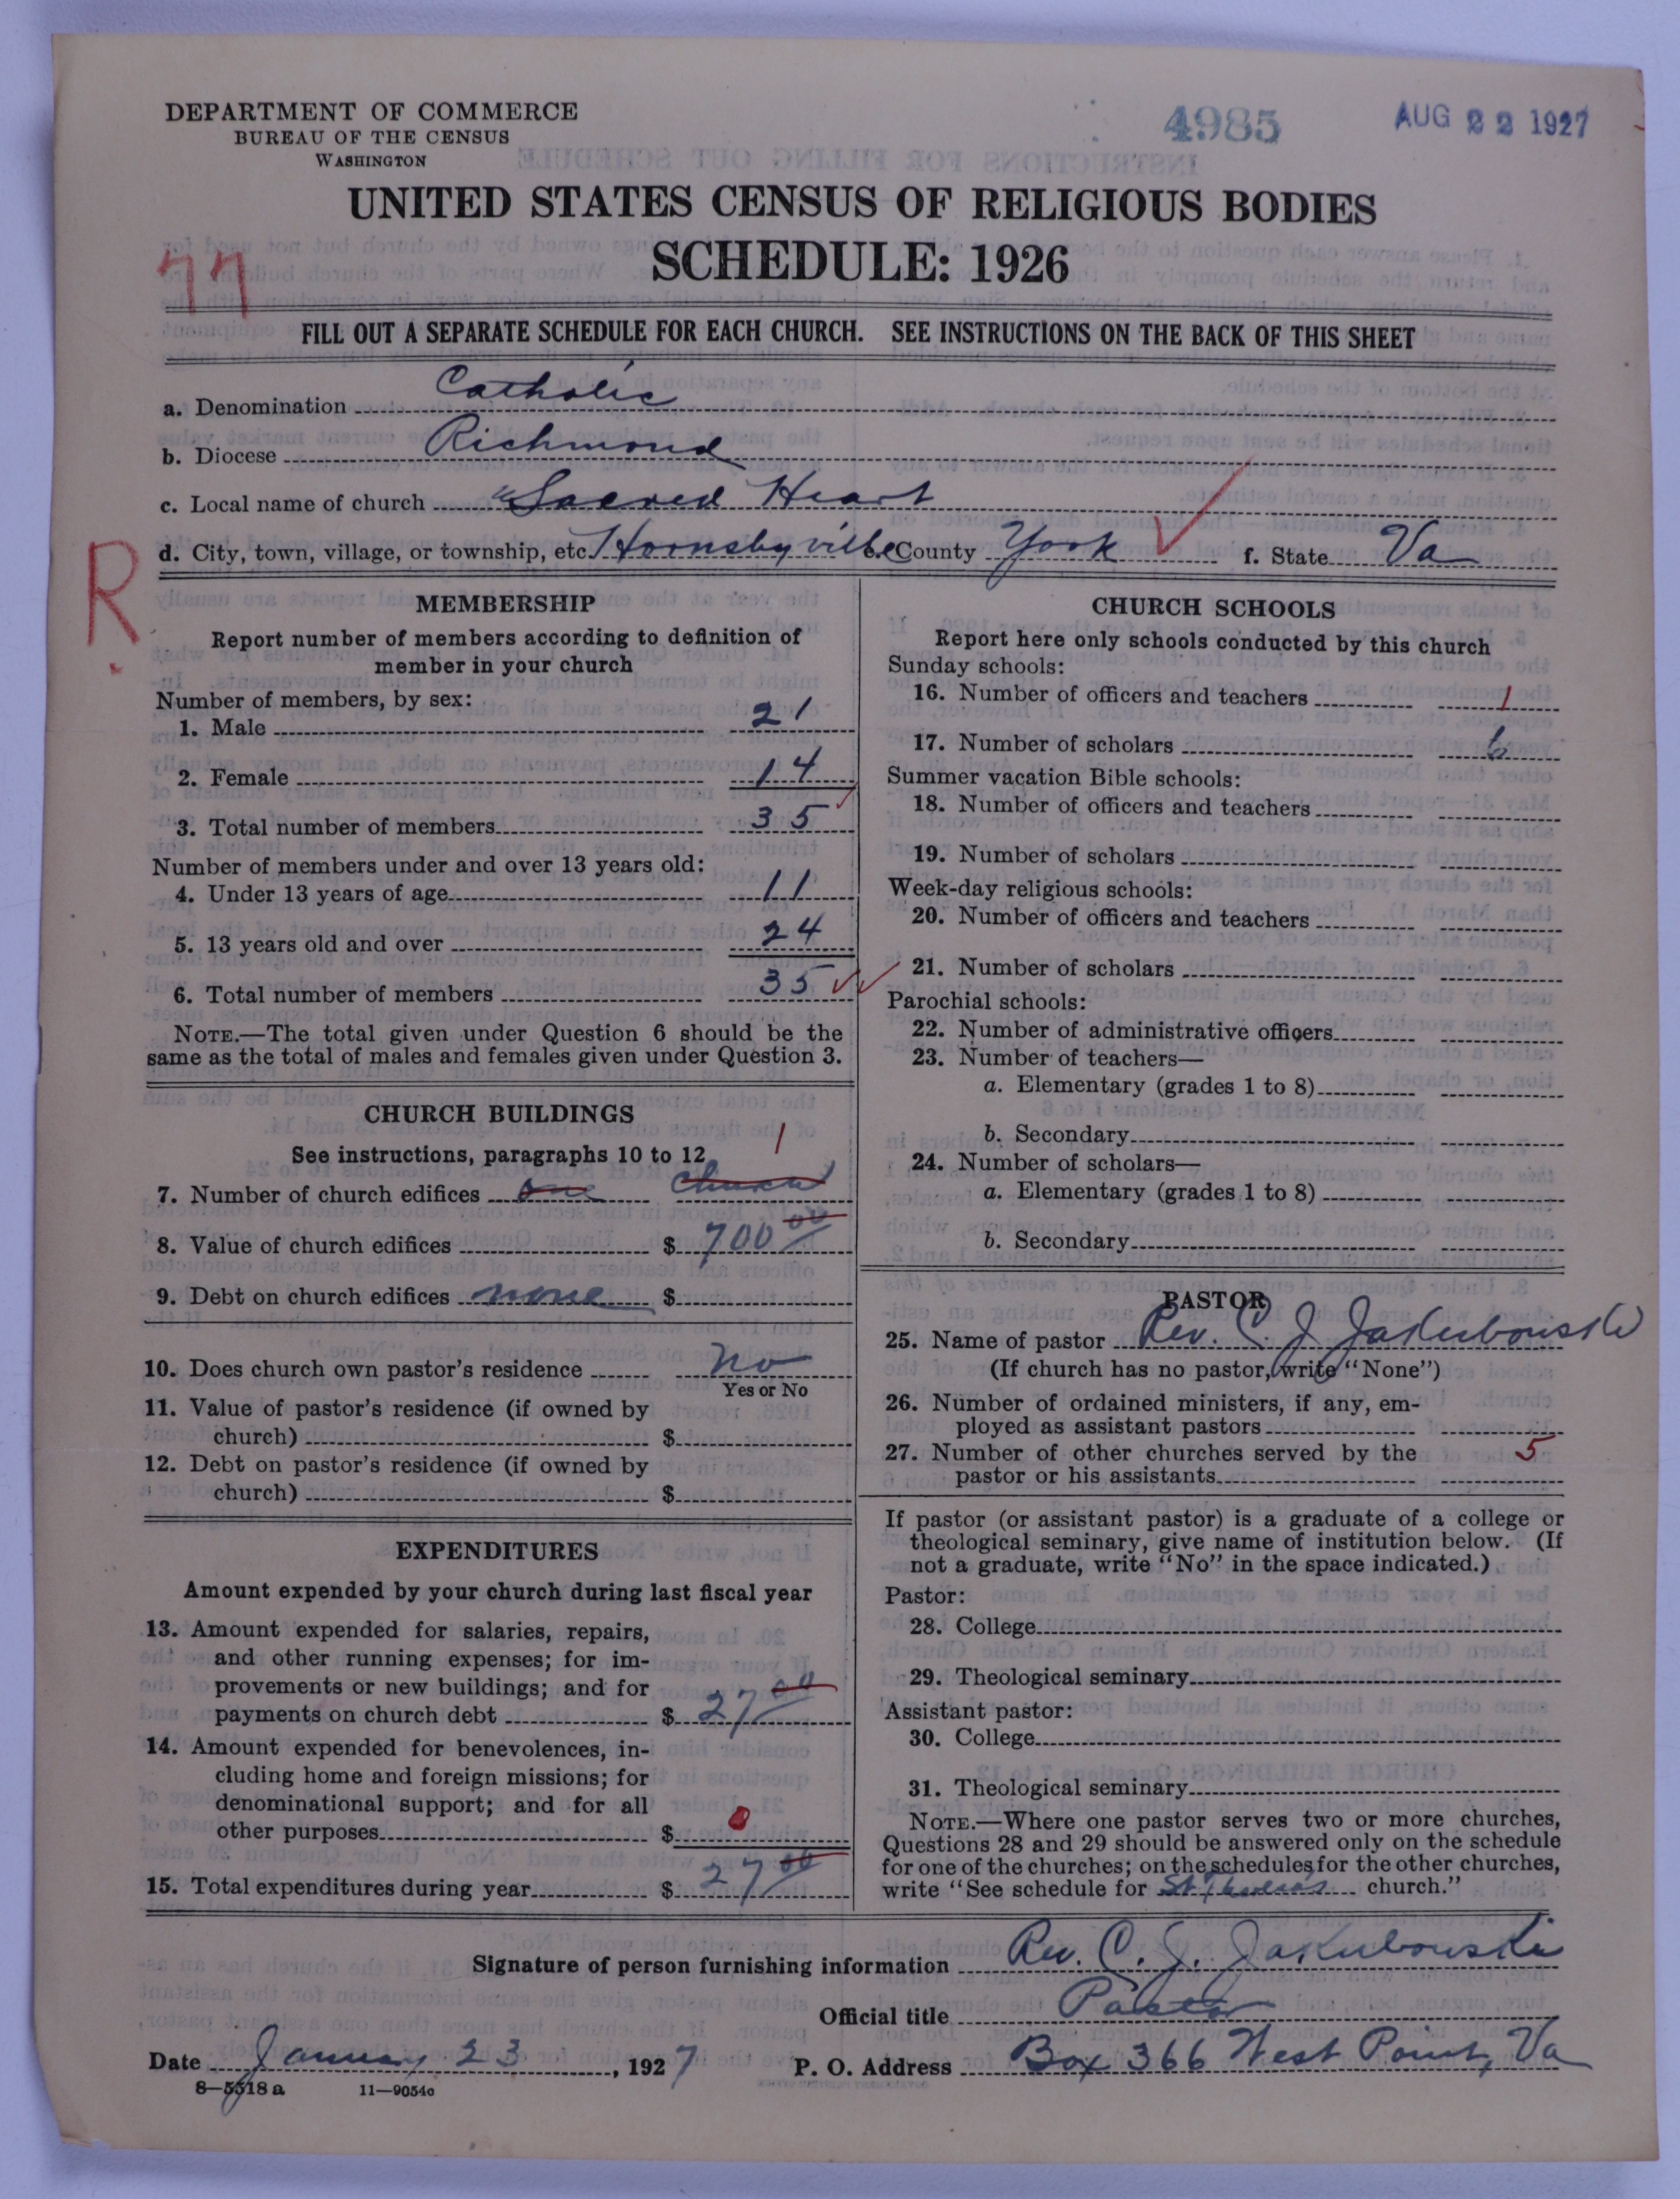 DEPARTMENT OF COMMERCE
BUREAU OF THE CENSUS
WASHINGTON
4985
AUG 22 1927
UNITED STATES CENSUS OF RELIGIOUS BODIES
SCHEDULE: 1926
77
FILL OUT A SEPARATE SCHEDULE FOR EACH CHURCH. SEE INSTRUCTIONS ON THE BACK OF THIS SHEET
a. Denomination Catholic
b. Diocese Richmond
c. Local name of church "Sacred Heart
d. City, town, village, or township, etc. Hornsbyville e. County York f. State Va
R
MEMBERSHIP
Report number of members according to definition of
member in your church
Number of members, by sex:
1. Male 21
2. Female 14
3. Total number of members 35
Number of members under and over 13 years old:
4. Under 13 years of age 11
5. 13 years old and over 24
6. Total number of members 35
NOTE.—The total given under Question 6 should be the
same as the total of males and females given under Question 3.
CHURCH BUILDINGS
See instructions, paragraphs 10 to 12
1
7. Number of church edifices one Church
8. Value of church edifices $ 700 00
9. Debt on church edifices none $
10. Does church own pastor's residence no
Yes or No
11. Value of pastor's residence (if owned by
church) $
12. Debt on pastor's residence (if owned by
church) $
EXPENDITURES
Amount expended by your church during last fiscal year
13. Amount expended for salaries, repairs,
and other running expenses; for im-
provements or new buildings; and for
payments on church debt $ 27 00
14. Amount expended for benevolences, in-
cluding home and foreign missions; for
denominational support; and for all
other purposes $ 0
15. Total expenditures during year $ 27 00
CHURCH SCHOOLS
Report here only schools conducted by this church
Sunday schools:
16. Number of officers and teachers 1
17. Number of scholars 6
Summer vacation Bible schools:
18. Number of officers and teachers
19. Number of scholars
Week-day religious schools:
20. Number of officers and teachers
21. Number of scholars
Parochial schools:
22. Number of administrative officers
23. Number of teachers—
a. Elementary (grades 1 to 8)
b. Secondary
24. Number of scholars—
a. Elementary (grades 1 to 8)
b. Secondary
PASTOR
25. Name of pastor Rev. C. J Jakubowski
(If church has no pastor, write "None")
26. Number of ordained ministers, if any, em-
ployed as assistant pastors
27. Number of other churches served by the 5
pastor or his assistants
If pastor (or assistant pastor) is a graduate of a college or
theological seminary, give name of institution below. (If
not a graduate, write "No" in the space indicated.)
Pastor:
28. College
29. Theological seminary
Assistant pastor:
30. College
31. Theological seminary
NOTE.—Where one pastor serves two or more churches,
Questions 28 and 29 should be answered only on the schedule
for one of the churches; on the schedules for the other churches,
write "See schedule for St church."
Signature of person furnishing information Rev. C. J. Jakubowski
Official title Pastor
Date January 23, 1927 P. O. Address Box 366 West Point, Va
8—5518 a 11—9054c